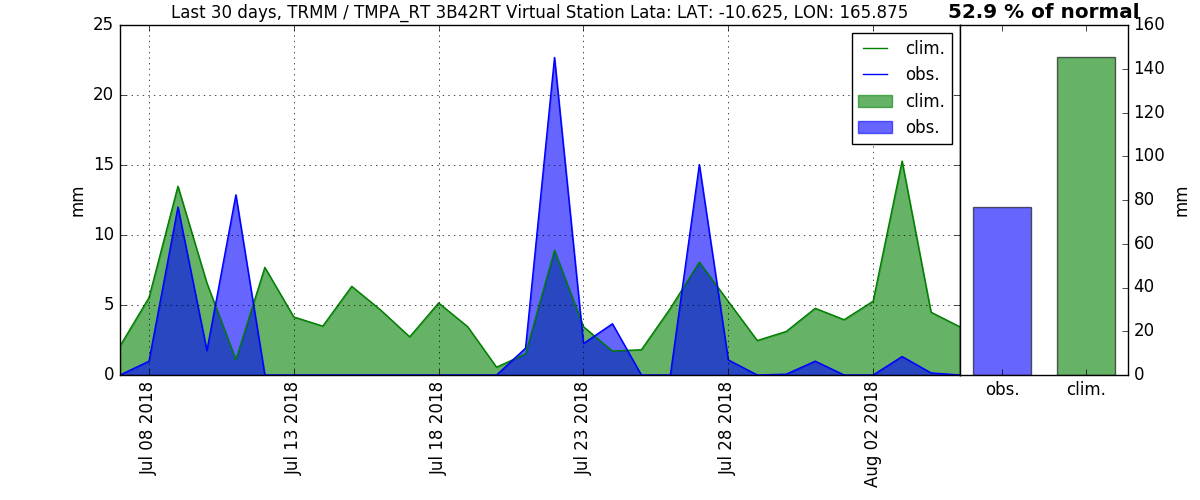 Last 30 days, TRMM / TMPA_RT 3B42RT Virtual Station Lata: LAT: -10.625, LON: 165.875
52.9 % of normal
25
20
15
10
5
0
mm
clim.
obs.
clim.
obs.
160
140
120
100
80
60
40
20
0
mm
Jul 08 2018
Jul 13 2018
Jul 18 2018
Jul 23 2018
Jul 28 2018
Aug 02 2018
obs.
clim.